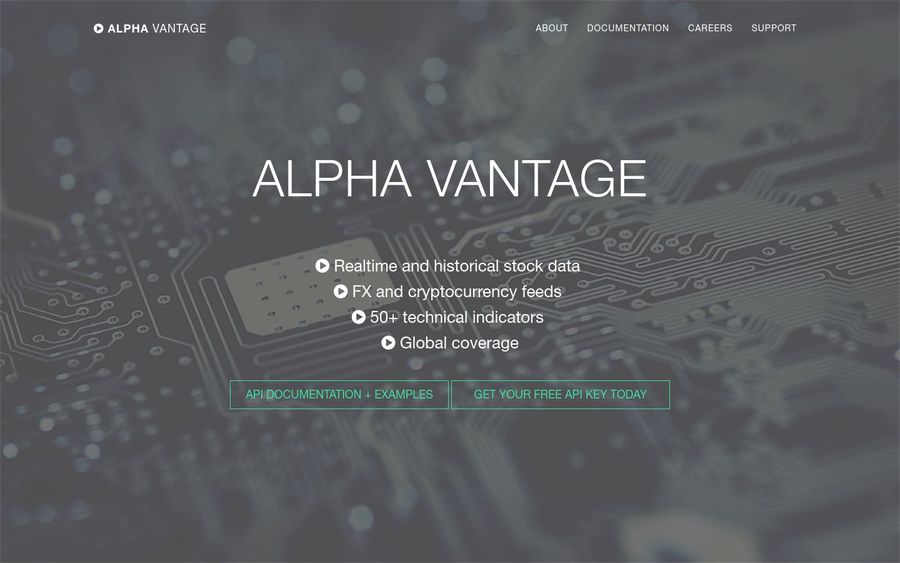 ALPHA VANTAGE
ABOUT DOCUMENTATION CAREERS SUPPORT
ALPHA VANTAGE
Realtime and historical stock data
FX and cryptocurrency feeds
50+ technical indicators
Global coverage
API DOCUMENTATION + EXAMPLES
GET YOUR FREE API KEY TODAY